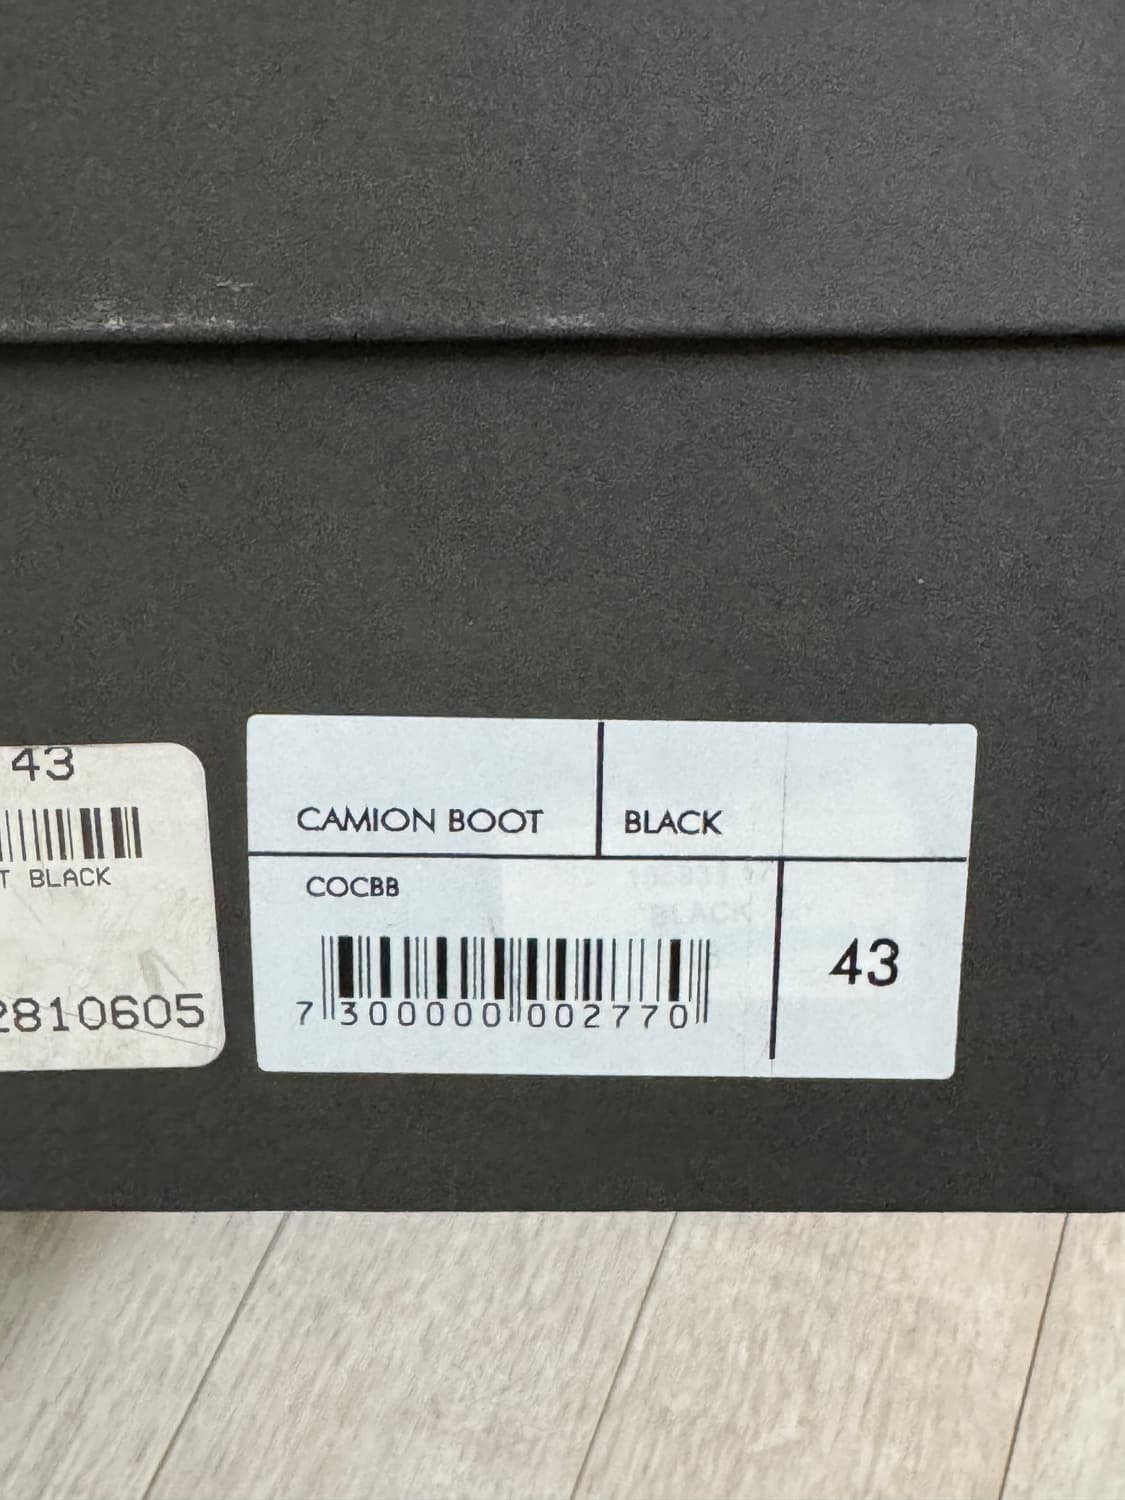 43
T BLACK
2810605
CAMION BOOT
BLACK
COCBB
43
7 300000 002770